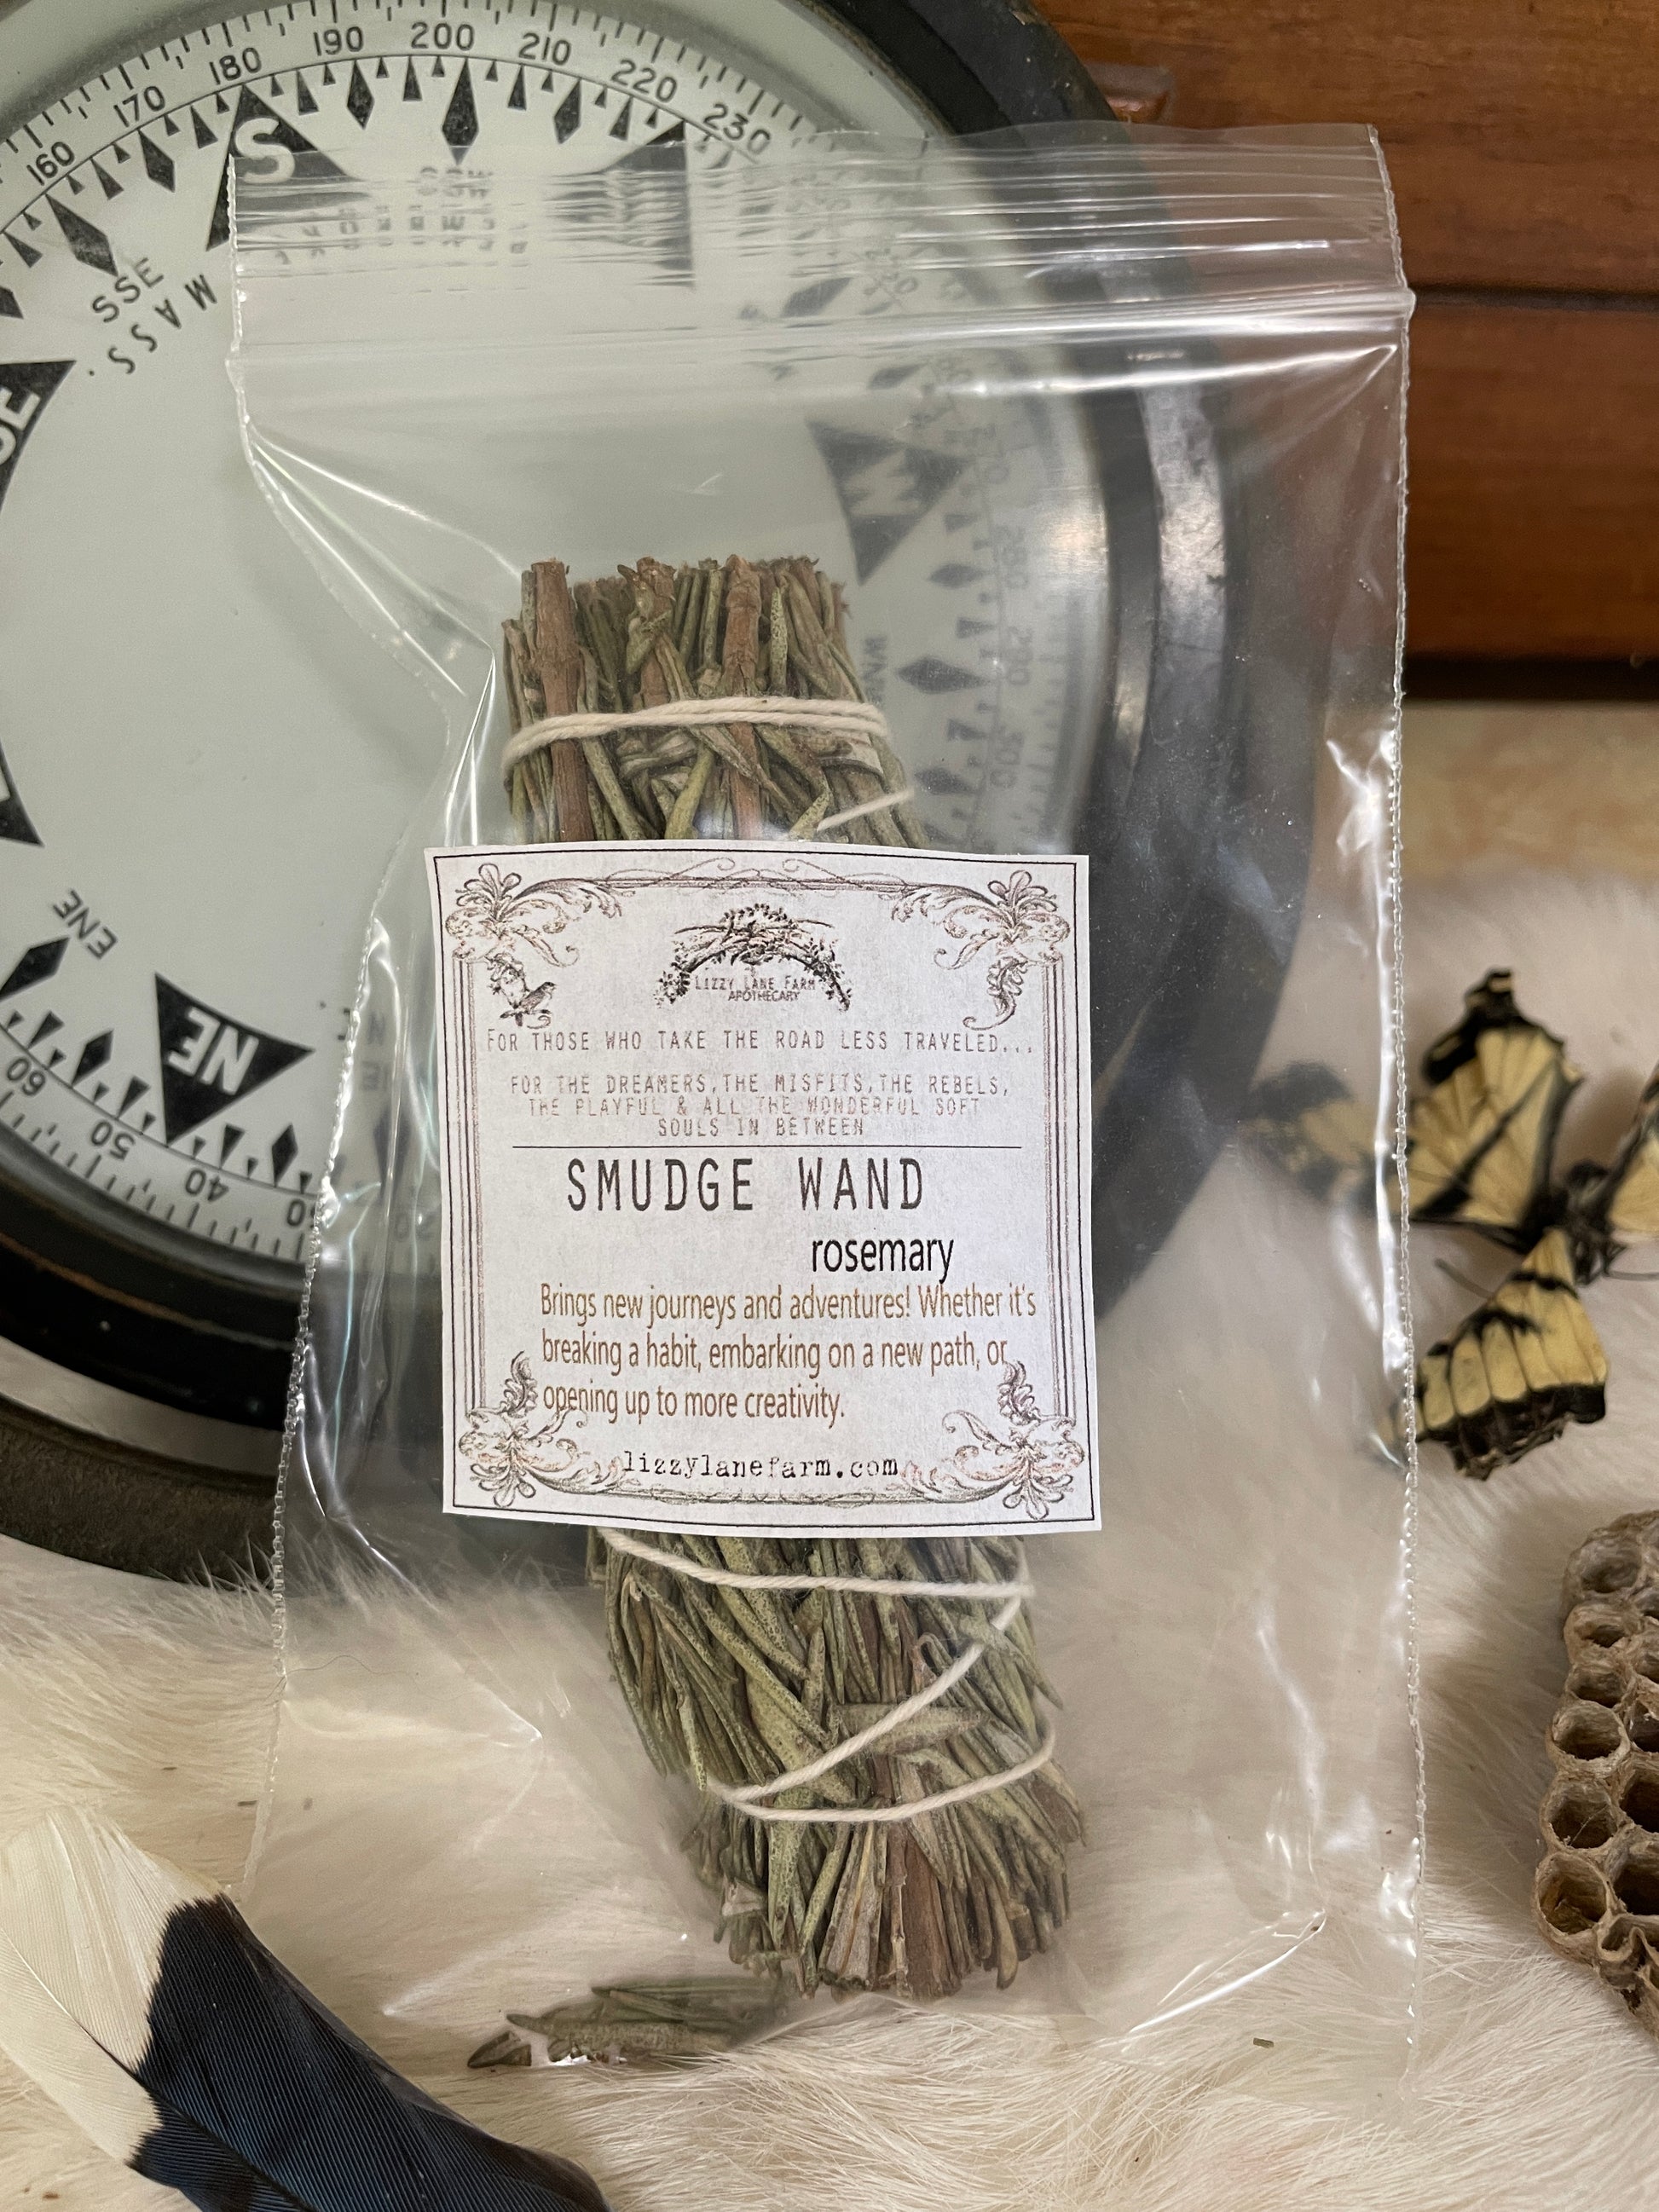 160
170
180
190
200
210
220
230
S
SSE
MASS.
SE
W
WNW
ENE
NE
60
50
40
30
LIZZY LANE FARM
APOTHECARY
FOR THOSE WHO TAKE THE ROAD LESS TRAVELED...
FOR THE DREAMERS,THE MISFITS,THE REBELS,
THE PLAYFUL & ALL THE WONDERFUL SOFT
SOULS IN BETWEEN
SMUDGE WAND
rosemary
Brings new journeys and adventures! Whether it's
breaking a habit, embarking on a new path, or
opening up to more creativity.
lizzylanefarm.com